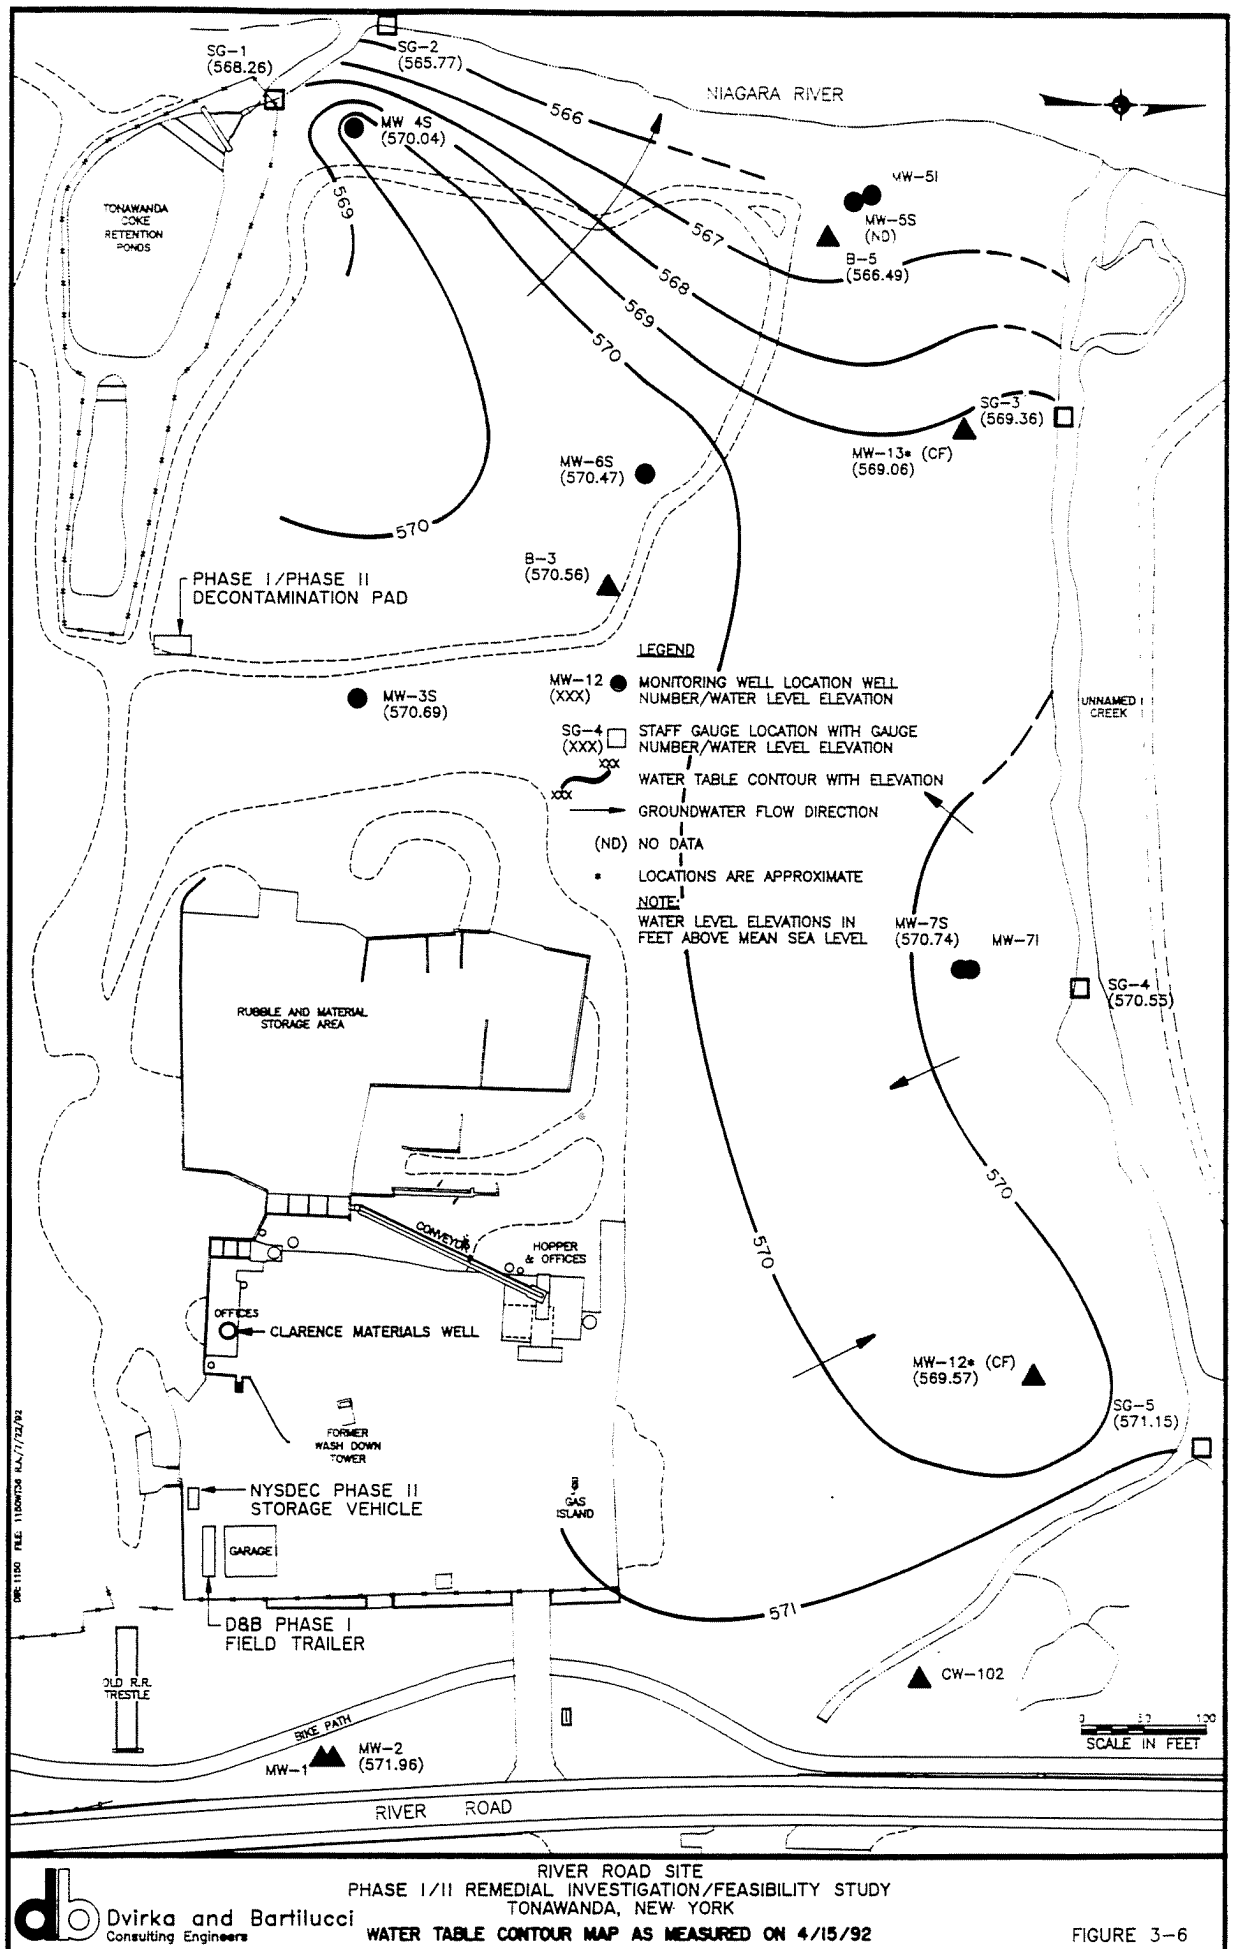 SG-1
(568.26)
SG-2
(565.77)
NIAGARA RIVER
566
MW 4S
(570.04)
569
TONAWANDA
COKE
RETENTION
PONDS
MW-5I
MW-5S
(ND)
B-5
(566.49)
567
568
569
570
SG-3
(569.36)
MW-13* (CF)
(569.06)
MW-6S
(570.47)
570
B-3
(570.56)
PHASE I/PHASE II
DECONTAMINATION PAD
MW-3S
(570.69)
LEGEND
MW-12
(XXX)
MONITORING WELL LOCATION WELL
NUMBER/WATER LEVEL ELEVATION
SG-4
(XXX)
STAFF GAUGE LOCATION WITH GAUGE
NUMBER/WATER LEVEL ELEVATION
XXX
XXX
WATER TABLE CONTOUR WITH ELEVATION
GROUNDWATER FLOW DIRECTION
(ND) NO DATA
* LOCATIONS ARE APPROXIMATE
NOTE:
WATER LEVEL ELEVATIONS IN
FEET ABOVE MEAN SEA LEVEL
UNNAMED
CREEK
MW-7S
(570.74)
MW-7I
SG-4
(570.55)
RUBBLE AND MATERIAL
STORAGE AREA
570
570
CONVEYOR
HOPPER
& OFFICES
OFFICES
CLARENCE MATERIALS WELL
MW-12* (CF)
(569.57)
SG-5
(571.15)
FORMER
WASH DOWN
TOWER
NYSDEC PHASE II
STORAGE VEHICLE
GAS
ISLAND
GARAGE
571
D&B PHASE I
FIELD TRAILER
OLD R.R.
TRESTLE
CW-102
BIKE PATH
MW-1
MW-2
(571.96)
0 50 100
SCALE IN FEET
RIVER ROAD
db
Dvirka and Bartilucci
Consulting Engineers
RIVER ROAD SITE
PHASE I/II REMEDIAL INVESTIGATION/FEASIBILITY STUDY
TONAWANDA, NEW YORK
WATER TABLE CONTOUR MAP AS MEASURED ON 4/15/92
FIGURE 3-6